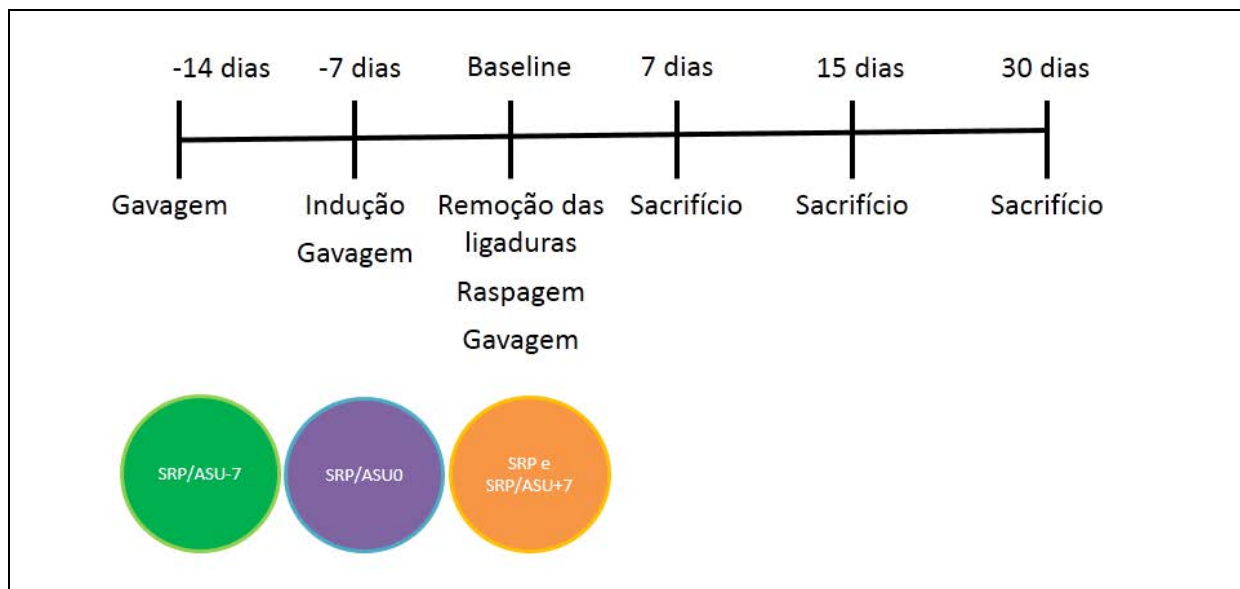 -14 dias -7 dias Baseline 7 dias 15 dias 30 dias
Gavagem Indução Remoção das Sacrifício Sacrifício Sacrifício
Gavagem ligaduras
Raspagem
Gavagem
SRP/ASU-7 SRP/ASU0 SRP e
SRP/ASU+7